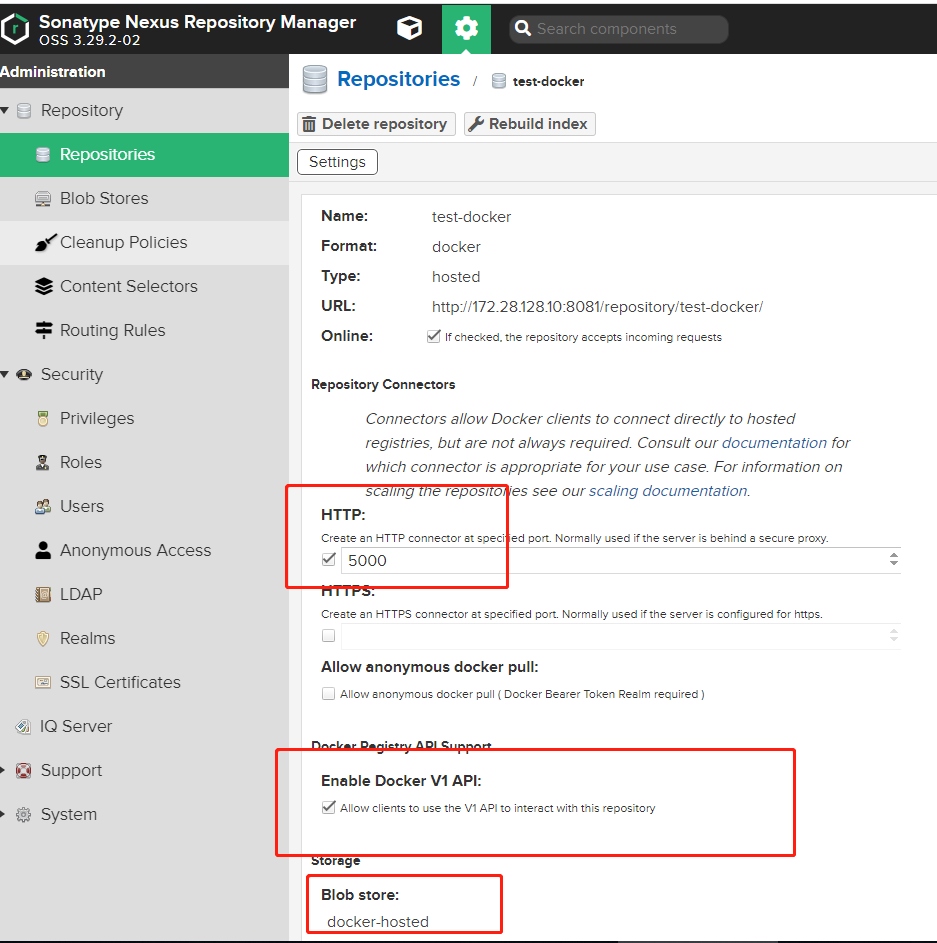 Sonatype Nexus Repository Manager
OSS 3.29.2-02
Search components
Administration
Repository
Repositories
Blob Stores
Cleanup Policies
Content Selectors
Routing Rules
Security
Privileges
Roles
Users
Anonymous Access
LDAP
Realms
SSL Certificates
IQ Server
Support
System
Repositories / test-docker
Delete repository Rebuild index
Settings
Name: test-docker
Format: docker
Type: hosted
URL: http://172.28.128.10:8081/repository/test-docker/
Online: If checked, the repository accepts incoming requests
Repository Connectors
Connectors allow Docker clients to connect directly to hosted
registries, but are not always required. Consult our documentation for
which connector is appropriate for your use case. For information on
scaling the repositories see our scaling documentation.
HTTP:
Create an HTTP connector at specified port. Normally used if the server is behind a secure proxy.
5000
HTTPS:
Create an HTTPS connector at specified port. Normally used if the server is configured for https.
Allow anonymous docker pull:
Allow anonymous docker pull ( Docker Bearer Token Realm required )
Docker Registry API Support
Enable Docker V1 API:
Allow clients to use the V1 API to interact with this repository
Storage
Blob store:
docker-hosted